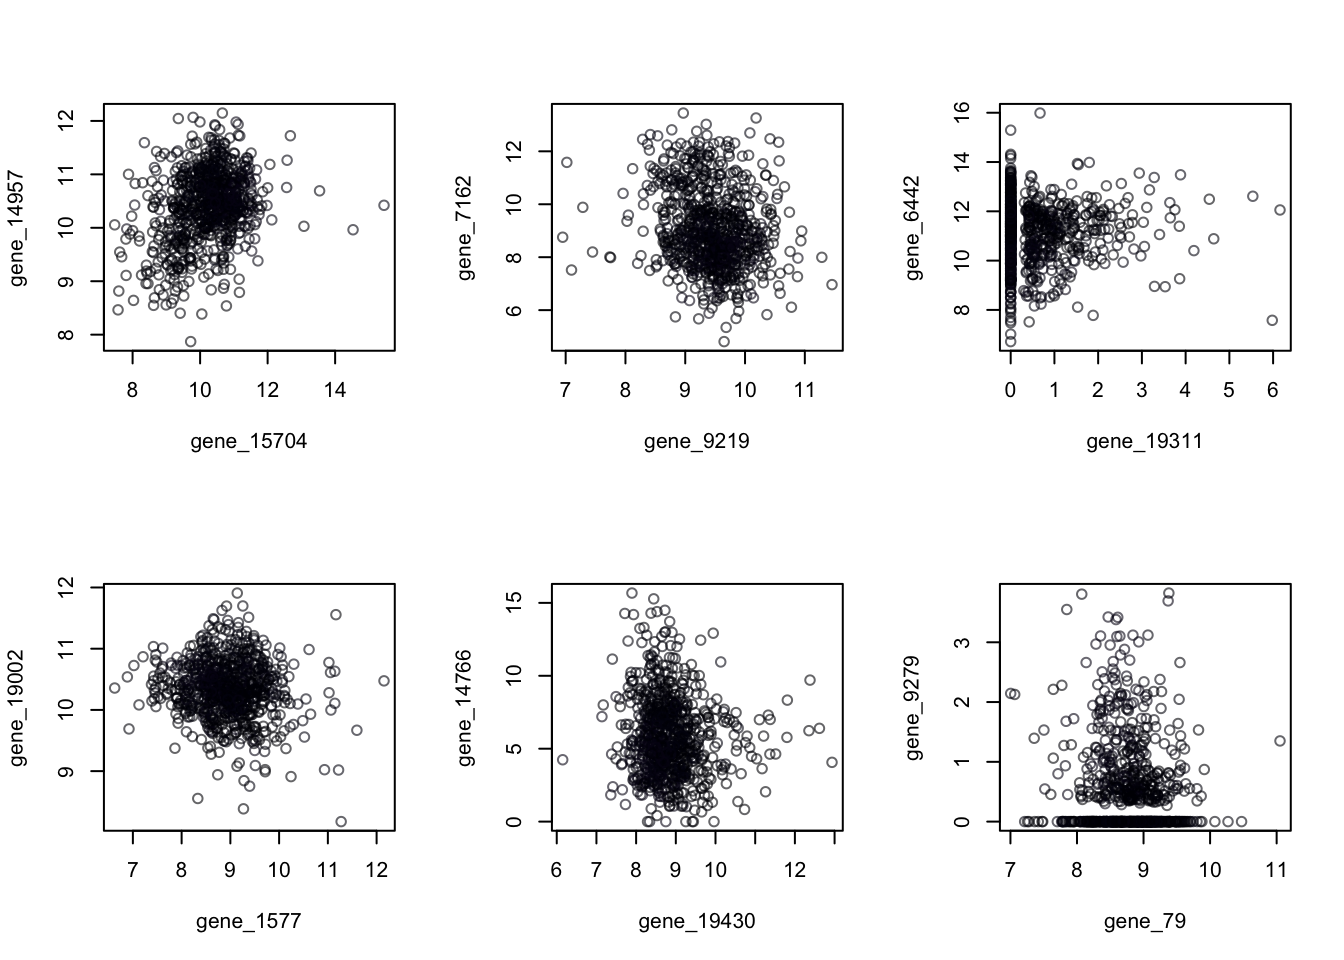 gene_14957
12
11
10
9
8
8 10 12 14
gene_15704
gene_7162
12
10
8
6
7 8 9 10 11
gene_9219
gene_6442
16
14
12
10
8
0 1 2 3 4 5 6
gene_19311
gene_19002
12
11
10
9
7 8 9 10 11 12
gene_1577
gene_14766
15
10
5
0
6 7 8 9 10 12
gene_19430
gene_9279
3
2
1
0
7 8 9 10 11
gene_79